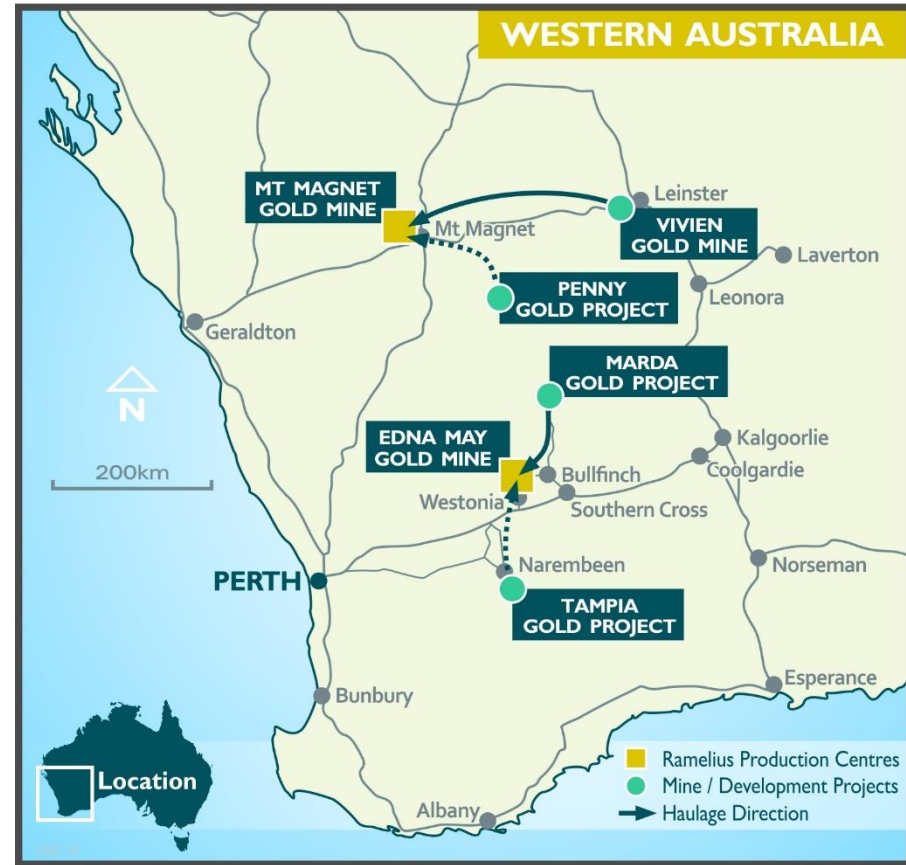 WESTERN AUSTRALIA
MT MAGNET
GOLD MINE
Leinster
Mt Magnet
VIVIEN
GOLD MINE
Laverton
PENNY
GOLD PROJECT
Leonora
Geraldton
MARDA
GOLD PROJECT
N
EDNA MAY
GOLD MINE
Kalgoorlie
200km
Bullfinch
Coolgardie
Westonia
Southern Cross
PERTH
Narembeen
Norseman
TAMPIA
GOLD PROJECT
Esperance
Bunbury
Location
Ramelius Production Centres
Mine / Development Projects
Haulage Direction
Albany